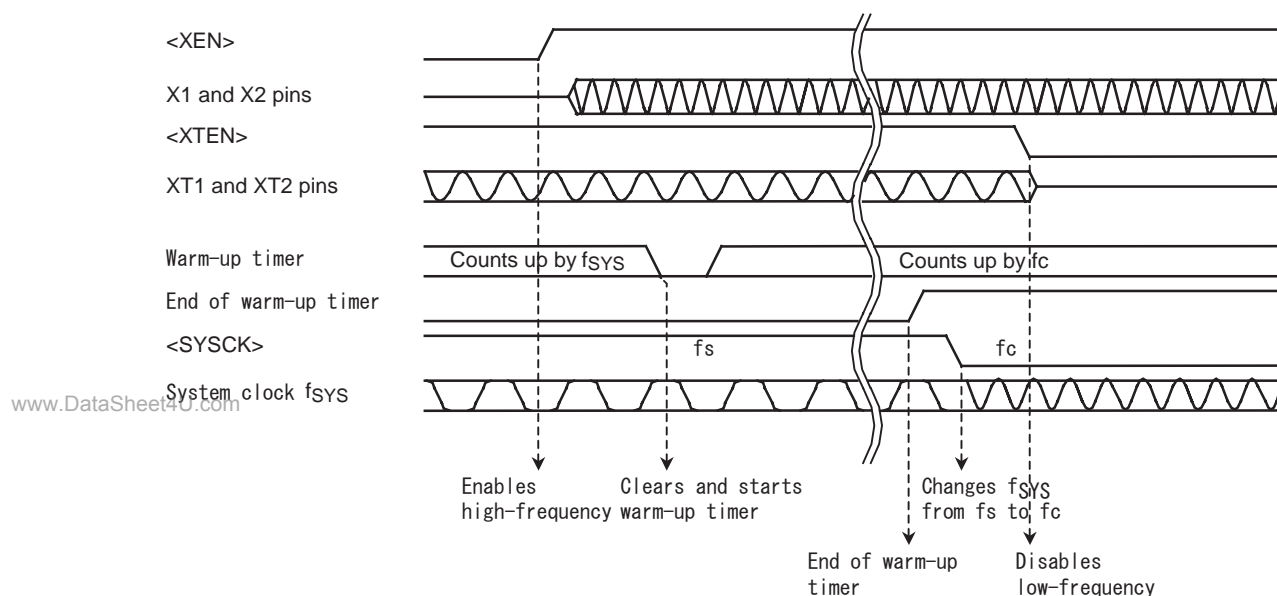 <XEN>
X1 and X2 pins
<XTEN>
XT1 and XT2 pins
Warm-up timer
Counts up by fSYS
Counts up by fc
End of warm-up timer
<SYSCK>
fs
fc
System clock fSYS
www.DataSheet4U.com
Enables
high-frequency
Clears and starts
warm-up timer
Changes fSYS
from fs to fc
End of warm-up
timer
Disables
low-frequency